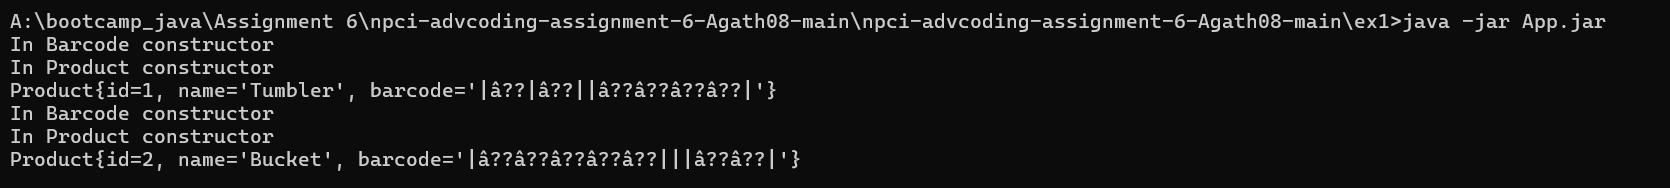 A:\bootcamp_java\Assignment 6\npci-advcoding-assignment-6-Agath08-main\npci-advcoding-assignment-6-Agath08-main\ex1>java -jar App.jar
In Barcode constructor
In Product constructor
Product{id=1, name='Tumbler', barcode='|â??|â??||â??â??â??â??|'}
In Barcode constructor
In Product constructor
Product{id=2, name='Bucket', barcode='|â??â??â??â??â??|||â??â??|'}